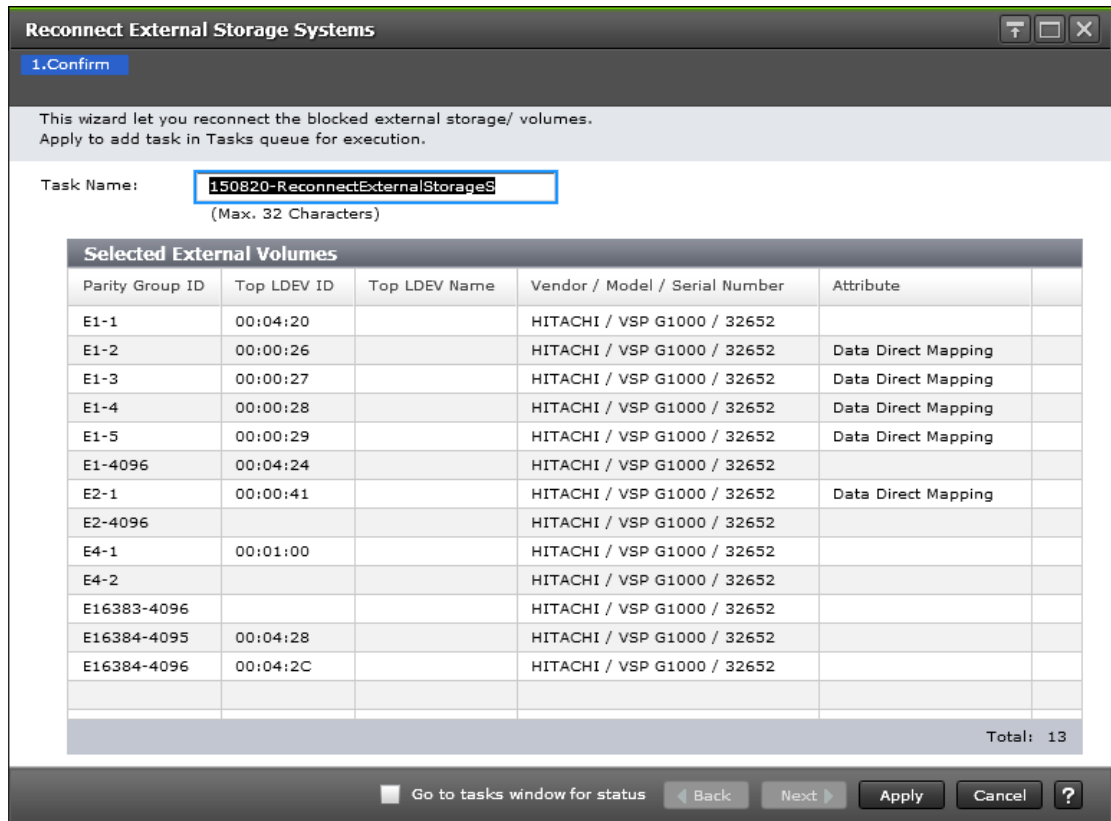 Reconnect External Storage Systems
1.Confirm
This wizard let you reconnect the blocked external storage/ volumes.
Apply to add task in Tasks queue for execution.
Task Name: 150820-ReconnectExternalStorageS
(Max. 32 Characters)
Selected External Volumes
Parity Group ID Top LDEV ID Top LDEV Name Vendor / Model / Serial Number Attribute
E1-1 00:04:20 HITACHI / VSP G1000 / 32652
E1-2 00:00:26 HITACHI / VSP G1000 / 32652 Data Direct Mapping
E1-3 00:00:27 HITACHI / VSP G1000 / 32652 Data Direct Mapping
E1-4 00:00:28 HITACHI / VSP G1000 / 32652 Data Direct Mapping
E1-5 00:00:29 HITACHI / VSP G1000 / 32652 Data Direct Mapping
E1-4096 00:04:24 HITACHI / VSP G1000 / 32652
E2-1 00:00:41 HITACHI / VSP G1000 / 32652 Data Direct Mapping
E2-4096 HITACHI / VSP G1000 / 32652
E4-1 00:01:00 HITACHI / VSP G1000 / 32652
E4-2 HITACHI / VSP G1000 / 32652
E16383-4096 HITACHI / VSP G1000 / 32652
E16384-4095 00:04:28 HITACHI / VSP G1000 / 32652
E16384-4096 00:04:2C HITACHI / VSP G1000 / 32652
Total: 13
Go to tasks window for status Back Next Apply Cancel ?